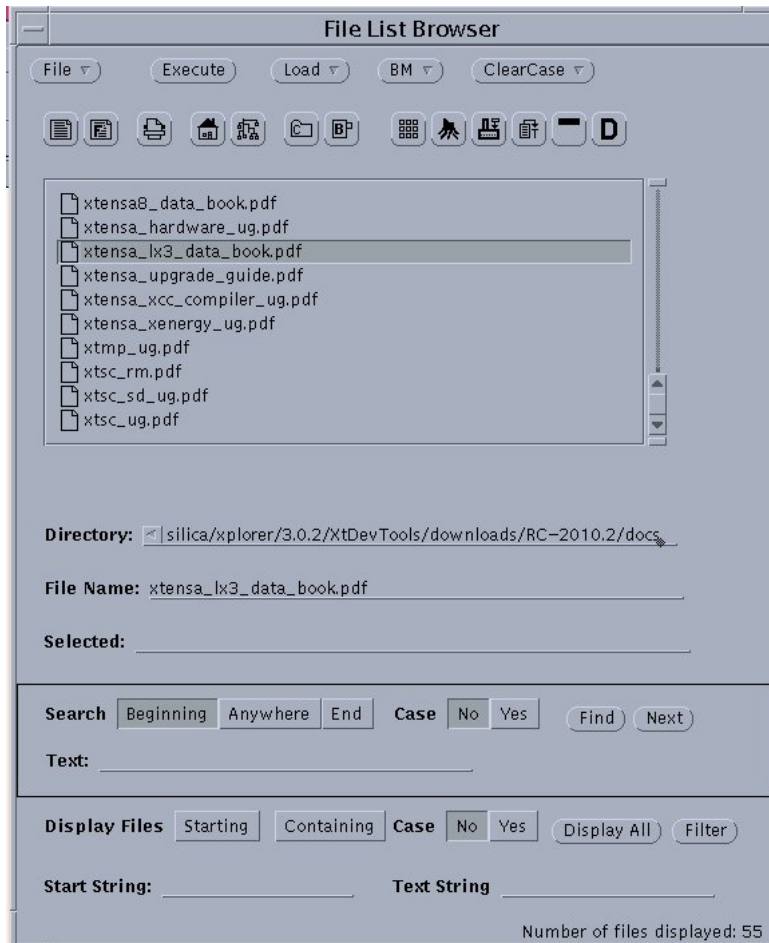 File List Browser
File Execute Load BM ClearCase
F C B D
xtensa8_data_book.pdf
xtensa_hardware_ug.pdf
xtensa_lx3_data_book.pdf
xtensa_upgrade_guide.pdf
xtensa_xcc_compiler_ug.pdf
xtensa_xenergy_ug.pdf
xtmp_ug.pdf
xtsc_rm.pdf
xtsc_sd_ug.pdf
xtsc_ug.pdf
Directory: silica/xplorer/3.0.2/XtDevTools/downloads/RC-2010.2/docs
File Name: xtensa_lx3_data_book.pdf
Selected:
Search Beginning Anywhere End Case No Yes Find Next
Text:
Display Files Starting Containing Case No Yes Display All Filter
Start String: Text String
Number of files displayed: 55